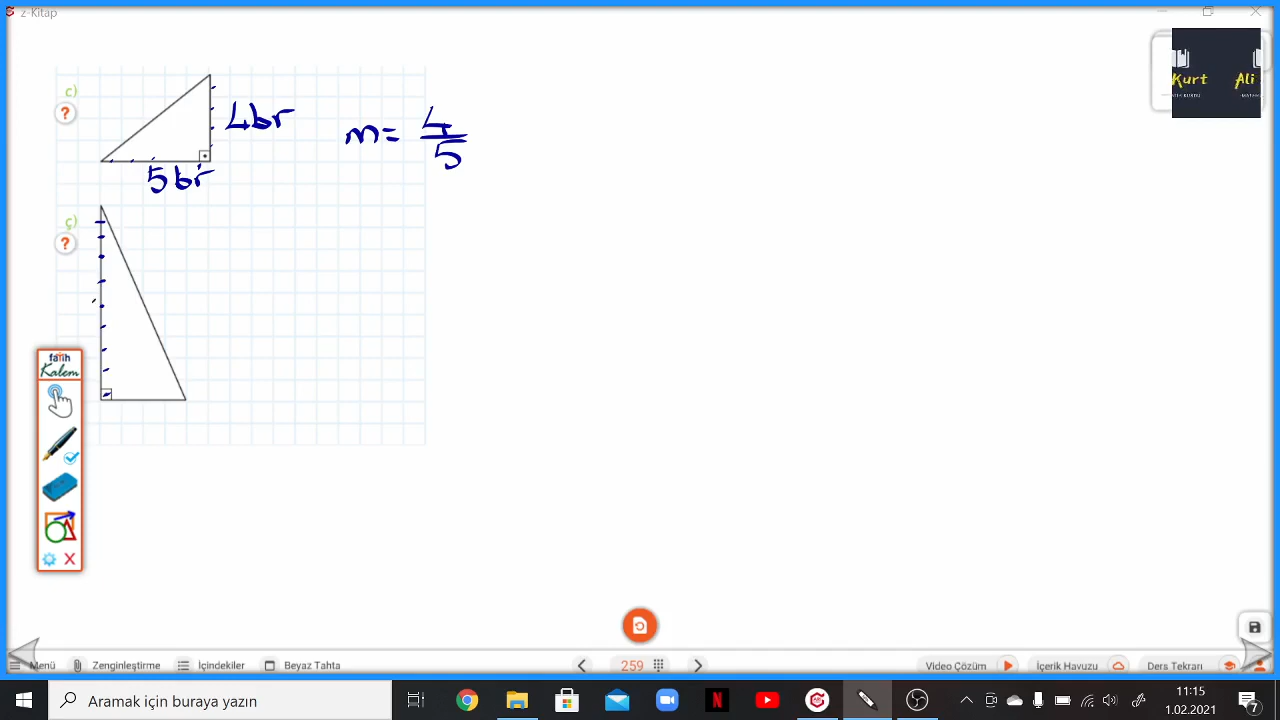 z-Kitap
Kurt Ali
c)
?
4br
m= 4/5
5br
ç)
?
fatih
Kalem
Menü Zenginleştirme İçindekiler Beyaz Tahta 259 Video Çözüm İçerik Havuzu Ders Tekrarı
Aramak için buraya yazın
11:15
1.02.2021
7